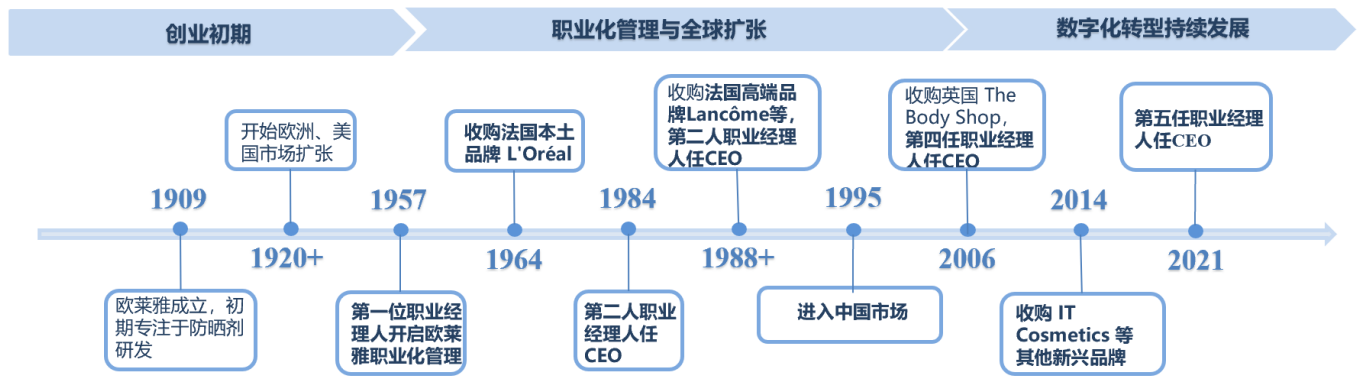 创业初期
职业化管理与全球扩张
数字化转型持续发展
开始欧洲、美
国市场扩张
收购法国本土
品牌 L'Oréal
收购法国高端品
牌Lancôme等，
第二人职业经理
人任CEO
收购英国 The
Body Shop，
第四任职业经理
人任CEO
第五任职业经理
人任CEO
1909
1957
1984
1995
2014
1920+
1964
1988+
2006
2021
欧莱雅成立，初
期专注于防晒剂
研发
第一位职业经
理人开启欧莱
雅职业化管理
第二人职业
经理人任
CEO
进入中国市场
收购 IT
Cosmetics 等
其他新兴品牌